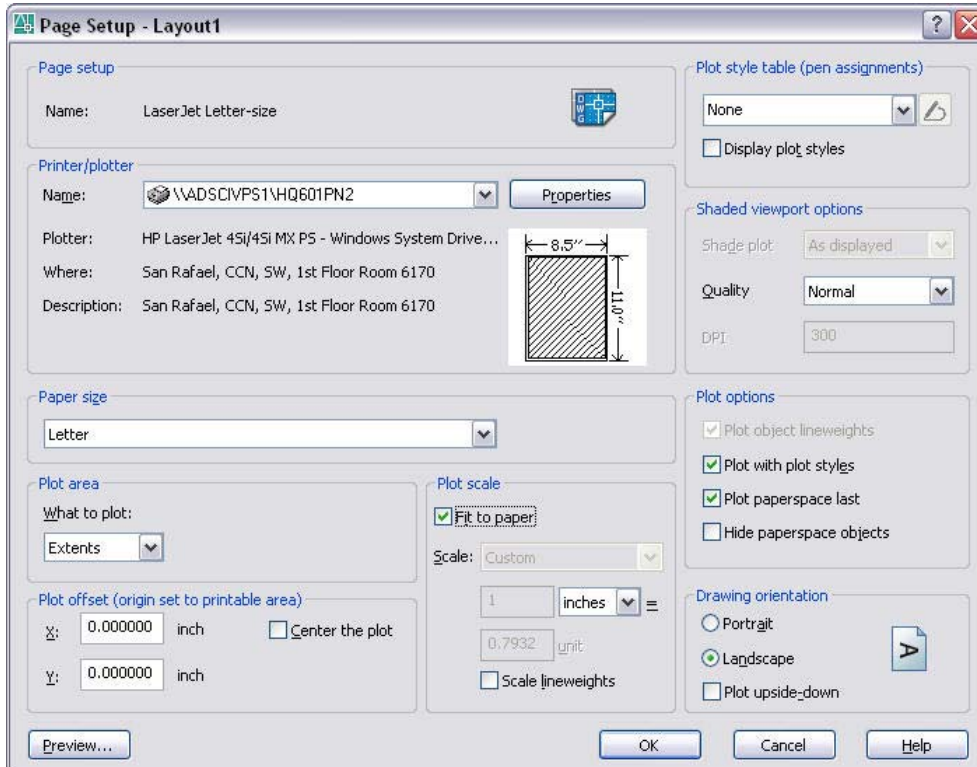 Page Setup - Layout1
Page setup
Name: LaserJet Letter-size
DWG
Printer/plotter
Name: \\ADSCIVPS1\HQ601PN2
Properties
Plotter: HP LaserJet 4Si/4Si MX PS - Windows System Drive...
Where: San Rafael, CCN, SW, 1st Floor Room 6170
Description: San Rafael, CCN, SW, 1st Floor Room 6170
8.5''
11.0''
Paper size
Letter
Plot area
What to plot:
Extents
Plot offset (origin set to printable area)
X: 0.000000 inch
Center the plot
Y: 0.000000 inch
Plot scale
Fit to paper
Scale: Custom
1 inches =
0.7932 unit
Scale lineweights
Plot style table (pen assignments)
None
Display plot styles
Shaded viewport options
Shade plot As displayed
Quality Normal
DPI 300
Plot options
Plot object lineweights
Plot with plot styles
Plot paperspace last
Hide paperspace objects
Drawing orientation
Portrait
Landscape
A
Plot upside-down
Preview...
OK
Cancel
Help